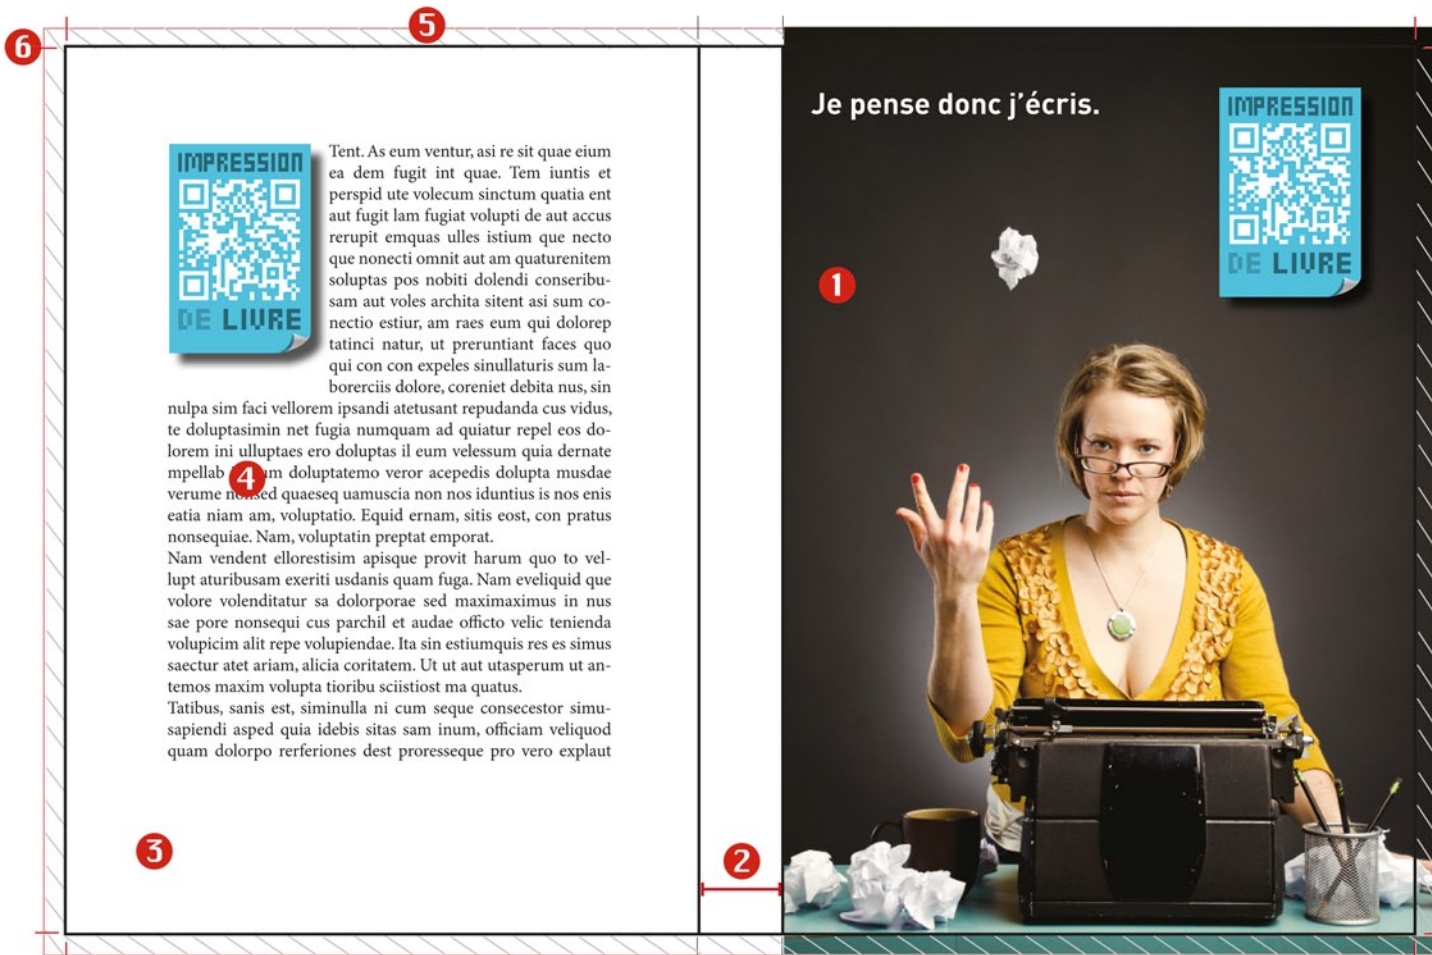 6
5
IMPRESSION
DE LIVRE
Tent. As eum ventur, asi re sit quae eium
ea dem fugit int quae. Tem iuntis et
perspid ute volecum sinctum quatia ent
aut fugit lam fugiat volupti de aut accus
rerupit emquas ulles istium que necto
que nonecti omnit aut am quaturenitem
soluptas pos nobiti dolendi conseribu-
sam aut voles archita sitent asi sum co-
nectio estiur, am raes eum qui dolorep
tatinci natur, ut preruntiant faces quo
qui con con expeles sinullaturis sum la-
borerciis dolore, coreniet debita nus, sin
nulpa sim faci vellorem ipsandi atetusant repudanda cus vidus,
te doluptasimin net fugia numquam ad quiatur repel eos do-
lorem ini ulluptaes ero doluptas il eum velessum quia dernate
mpellab um doluptatemo veror acepedis dolupta musdae
4
verume sed quaeseq uamuscia non nos iduntius is nos enis
eatia niam am, voluptatio. Equid ernam, sitis eost, con pratus
nonsequiae. Nam, voluptatin preptat emporat.
Nam vendent ellorestisim apisque provit harum quo to vel-
lupt aturibusam exeriti usdanis quam fuga. Nam eveliquid que
volore volenditatur sa dolorporae sed maximaximus in nus
sae pore nonsequi cus parchil et audae officto velic tenienda
volupicim alit repe volupiendae. Ita sin estiumquis res es simus
saectur atet ariam, alicia coritatem. Ut ut aut utasperum ut an-
temos maxim volupta tioribu sciistiost ma quatus.
Tatibus, sanis est, siminulla ni cum seque consecestor simu-
sapiendi asped quia idebis sitas sam inum, officiam veliquod
quam dolorpo rerferiones dest proresseque pro vero explaut
3
2
Je pense donc j'écris.
IMPRESSION
DE LIVRE
1